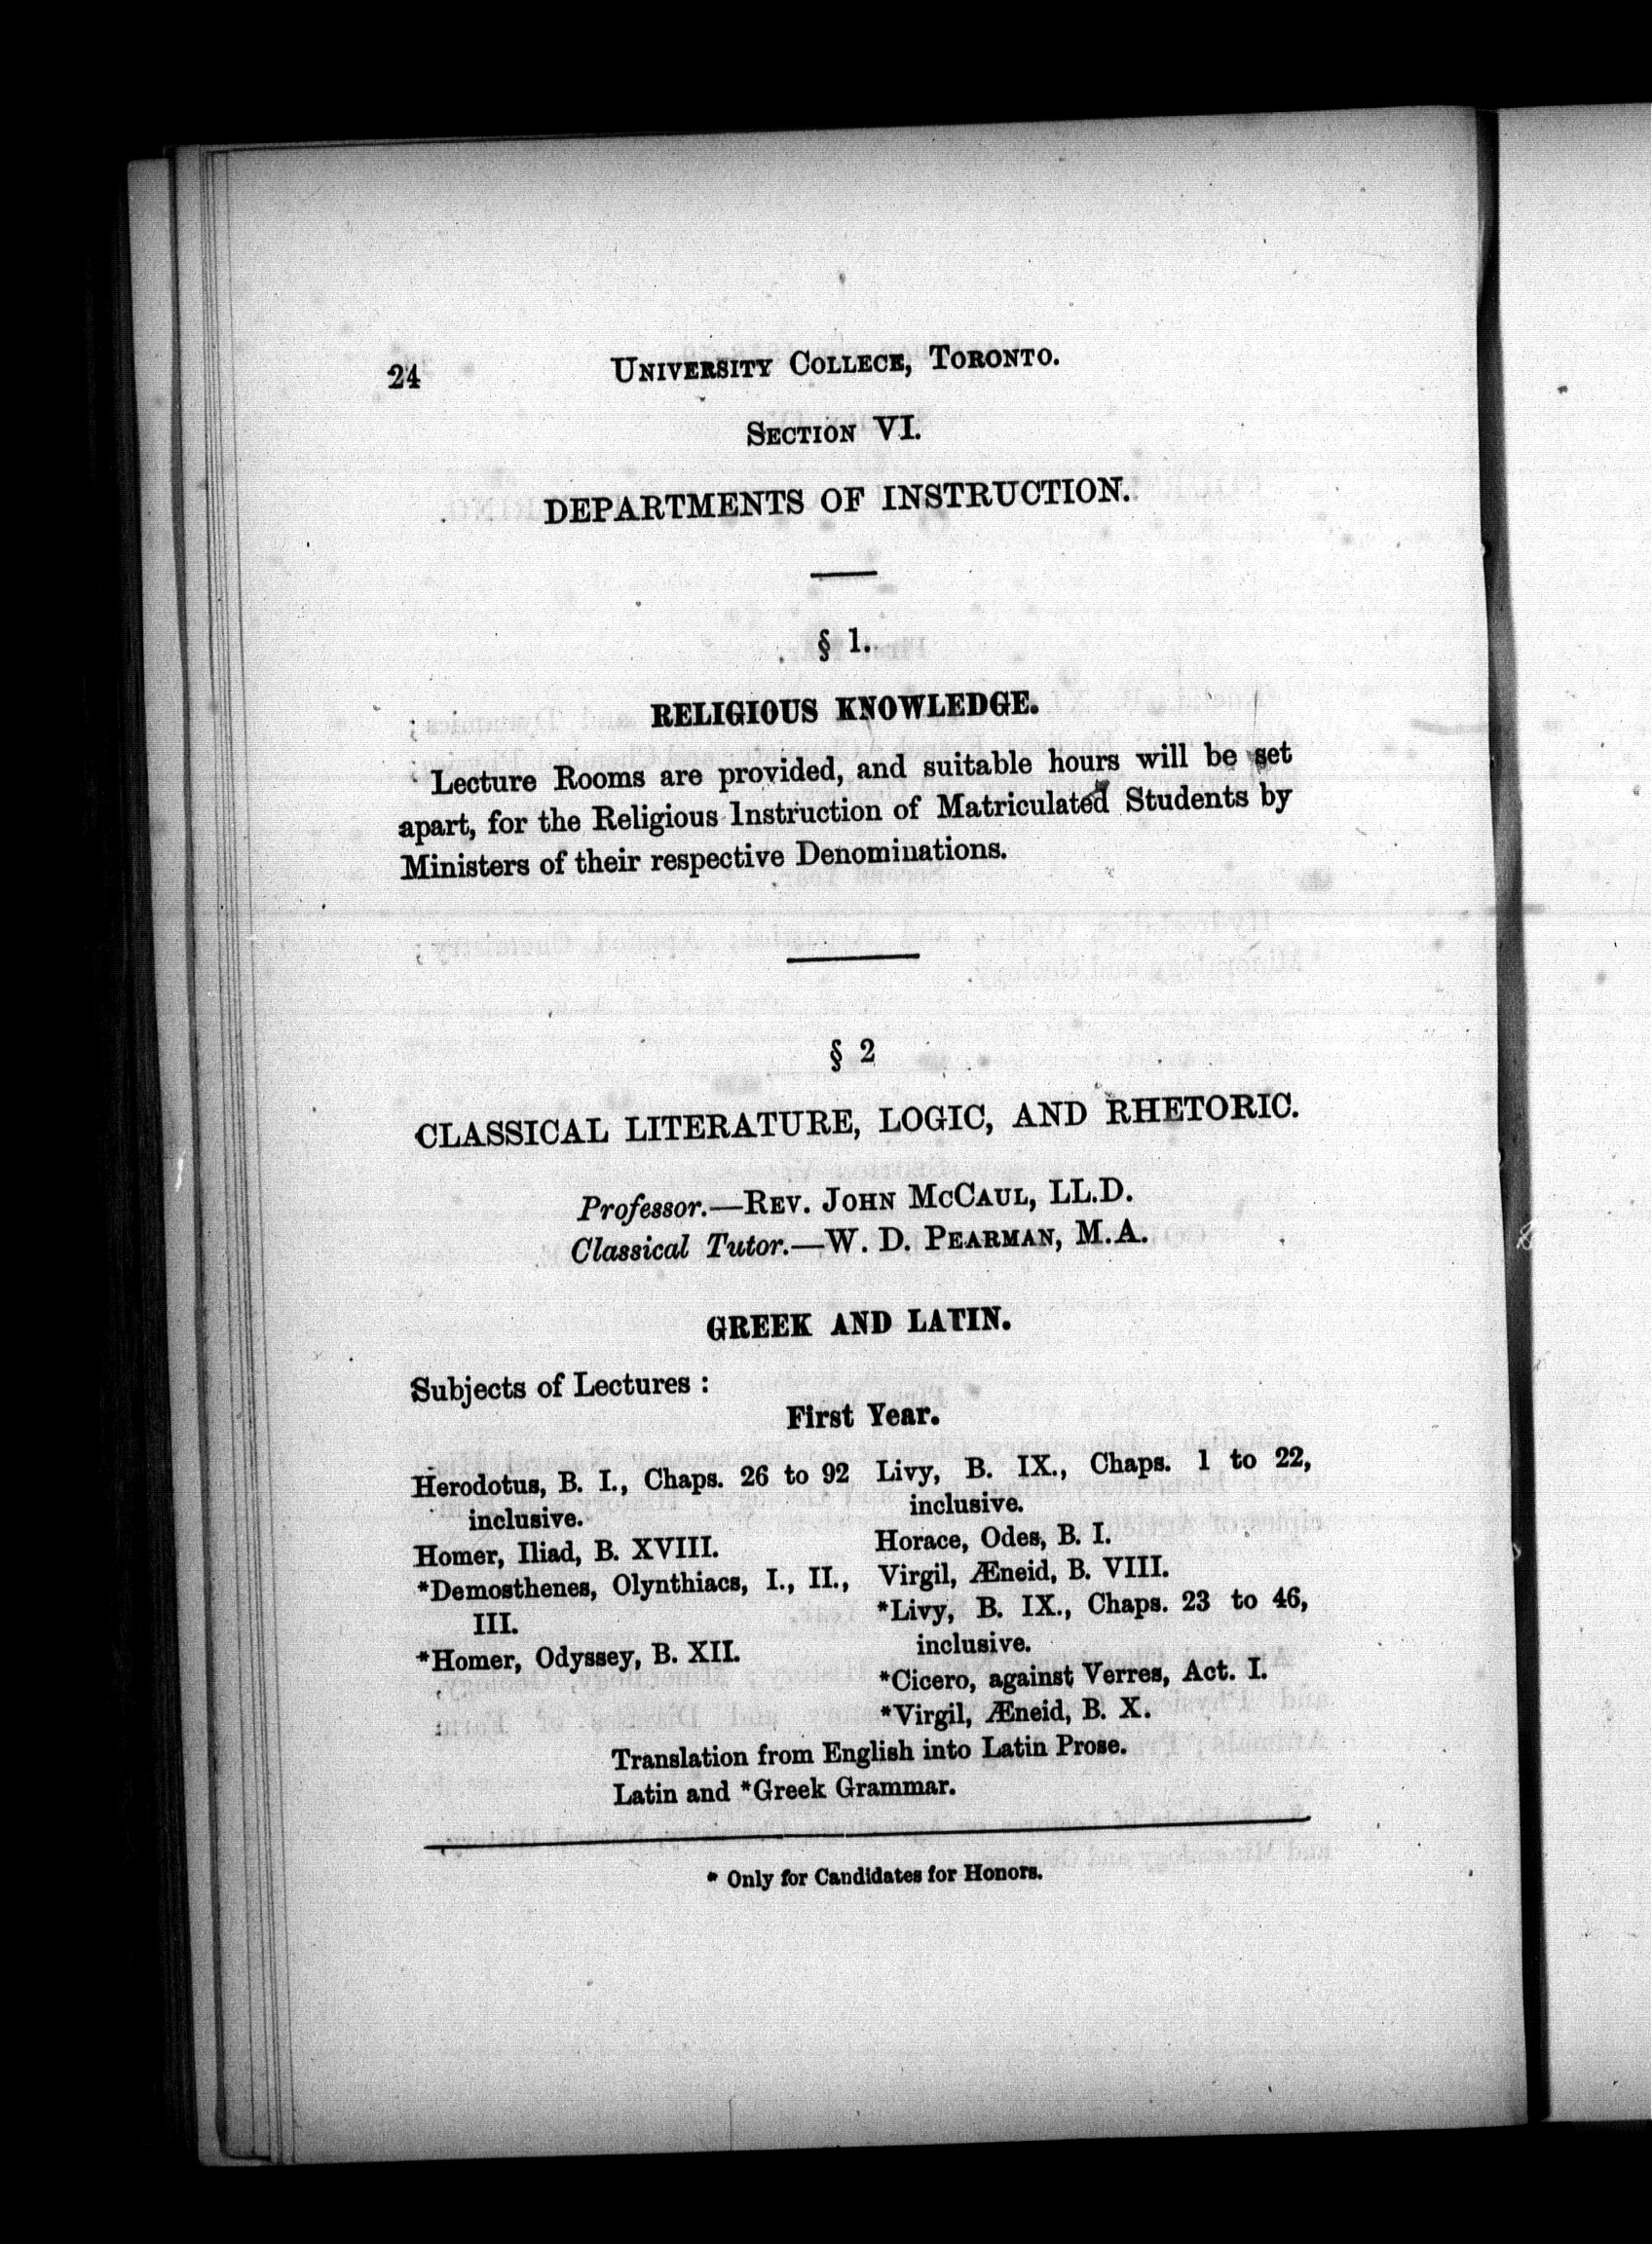 24
UNIVERSITY COLLEGE, TORONTO.
SECTION VI.
DEPARTMENTS OF INSTRUCTION.
§ 1.
RELIGIOUS KNOWLEDGE.
Lecture Rooms are provided, and suitable hours will be set
apart, for the Religious Instruction of Matriculated Students by
Ministers of their respective Denominations.
§ 2
CLASSICAL LITERATURE, LOGIC, AND RHETORIC.
Professor.—REV. JOHN MCCAUL, LL.D.
Classical Tutor.—W. D. PEARMAN, M.A.
GREEK AND LATIN.
Subjects of Lectures :
First Year.
Herodotus, B. I., Chaps. 26 to 92
inclusive.
Homer, Iliad, B. XVIII.
*Demosthenes, Olynthiacs, I., II.,
III.
*Homer, Odyssey, B. XII.
Livy, B. IX., Chaps. 1 to 22,
inclusive.
Horace, Odes, B. I.
Virgil, Æneid, B. VIII.
*Livy, B. IX., Chaps. 23 to 46,
inclusive.
*Cicero, against Verres, Act. I.
*Virgil, Æneid, B. X.
Translation from English into Latin Prose.
Latin and *Greek Grammar.
* Only for Candidates for Honors.